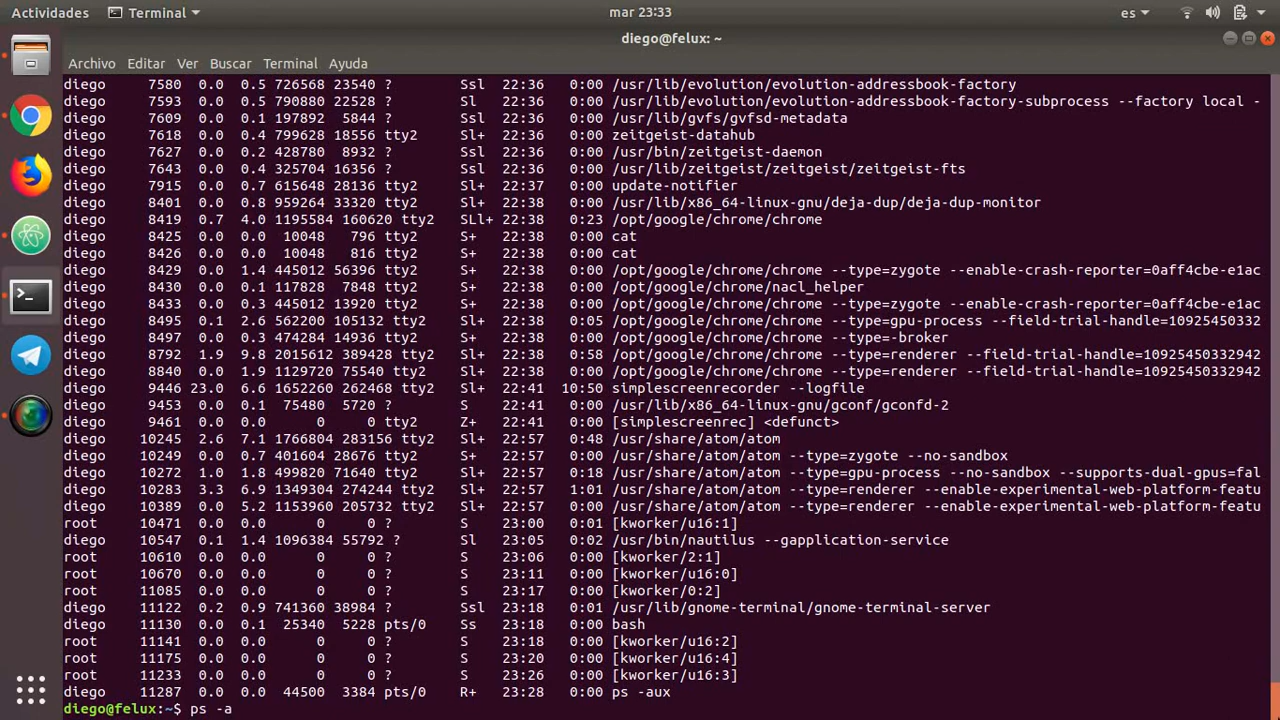 Actividades Terminal mar 23:33 es
diego@felux: ~
Archivo Editar Ver Buscar Terminal Ayuda
diego 7580 0.0 0.5 726568 23540 ? Ssl 22:36 0:00 /usr/lib/evolution/evolution-addressbook-factory
diego 7593 0.0 0.5 790880 22528 ? Sl 22:36 0:00 /usr/lib/evolution/evolution-addressbook-factory-subprocess --factory local -
diego 7609 0.0 0.1 197892 5844 ? Ssl 22:36 0:00 /usr/lib/gvfs/gvfsd-metadata
diego 7618 0.0 0.4 799628 18556 tty2 Sl+ 22:36 0:00 zeitgeist-datahub
diego 7627 0.0 0.2 428780 8932 ? Ssl 22:36 0:00 /usr/bin/zeitgeist-daemon
diego 7643 0.0 0.4 325704 16356 ? Ssl 22:36 0:00 /usr/lib/zeitgeist/zeitgeist/zeitgeist-fts
diego 7915 0.0 0.7 615648 28136 tty2 Sl+ 22:37 0:00 update-notifier
diego 8401 0.0 0.8 959264 33320 tty2 Sl+ 22:38 0:00 /usr/lib/x86_64-linux-gnu/deja-dup/deja-dup-monitor
diego 8419 0.7 4.0 1195584 160620 tty2 SLl+ 22:38 0:23 /opt/google/chrome/chrome
diego 8425 0.0 0.0 10048 796 tty2 S+ 22:38 0:00 cat
diego 8426 0.0 0.0 10048 816 tty2 S+ 22:38 0:00 cat
diego 8429 0.0 1.4 445012 56396 tty2 S+ 22:38 0:00 /opt/google/chrome/chrome --type=zygote --enable-crash-reporter=0aff4cbe-e1ac
diego 8430 0.0 0.1 117828 7848 tty2 S+ 22:38 0:00 /opt/google/chrome/nacl_helper
diego 8433 0.0 0.3 445012 13920 tty2 S+ 22:38 0:00 /opt/google/chrome/chrome --type=zygote --enable-crash-reporter=0aff4cbe-e1ac
diego 8495 0.1 2.6 562200 105132 tty2 Sl+ 22:38 0:05 /opt/google/chrome/chrome --type=gpu-process --field-trial-handle=10925450332
diego 8497 0.0 0.3 474284 14936 tty2 S+ 22:38 0:00 /opt/google/chrome/chrome --type=-broker
diego 8792 1.9 9.8 2015612 389428 tty2 Sl+ 22:38 0:58 /opt/google/chrome/chrome --type=renderer --field-trial-handle=10925450332942
diego 8840 0.0 1.9 1129720 75540 tty2 Sl+ 22:38 0:00 /opt/google/chrome/chrome --type=renderer --field-trial-handle=10925450332942
diego 9446 23.0 6.6 1652260 262468 tty2 Sl+ 22:41 10:50 simplescreenrecorder --logfile
diego 9453 0.0 0.1 75480 5720 ? S 22:41 0:00 /usr/lib/x86_64-linux-gnu/gconf/gconfd-2
diego 9461 0.0 0.0 0 0 tty2 Z+ 22:41 0:00 [simplescreenrec] <defunct>
diego 10245 2.6 7.1 1766804 283156 tty2 Sl+ 22:57 0:48 /usr/share/atom/atom
diego 10249 0.0 0.7 401604 28676 tty2 S+ 22:57 0:00 /usr/share/atom/atom --type=zygote --no-sandbox
diego 10272 1.0 1.8 499820 71640 tty2 Sl+ 22:57 0:18 /usr/share/atom/atom --type=gpu-process --no-sandbox --supports-dual-gpus=fal
diego 10283 3.3 6.9 1349304 274244 tty2 Sl+ 22:57 1:01 /usr/share/atom/atom --type=renderer --enable-experimental-web-platform-featu
diego 10389 0.0 5.2 1153960 205732 tty2 Sl+ 22:57 0:00 /usr/share/atom/atom --type=renderer --enable-experimental-web-platform-featu
root 10471 0.0 0.0 0 0 ? S 23:00 0:01 [kworker/u16:1]
diego 10547 0.1 1.4 1096384 55792 ? Sl 23:05 0:02 /usr/bin/nautilus --gapplication-service
root 10610 0.0 0.0 0 0 ? S 23:06 0:00 [kworker/2:1]
root 10670 0.0 0.0 0 0 ? S 23:11 0:00 [kworker/u16:0]
root 11085 0.0 0.0 0 0 ? S 23:17 0:00 [kworker/0:2]
diego 11122 0.2 0.9 741360 38984 ? Ssl 23:18 0:01 /usr/lib/gnome-terminal/gnome-terminal-server
diego 11130 0.0 0.1 25340 5228 pts/0 Ss 23:18 0:00 bash
root 11141 0.0 0.0 0 0 ? S 23:18 0:00 [kworker/u16:2]
root 11175 0.0 0.0 0 0 ? S 23:20 0:00 [kworker/u16:4]
root 11233 0.0 0.0 0 0 ? S 23:26 0:00 [kworker/u16:3]
diego 11287 0.0 0.0 44500 3384 pts/0 R+ 23:28 0:00 ps -aux
diego@felux:~$ ps -a